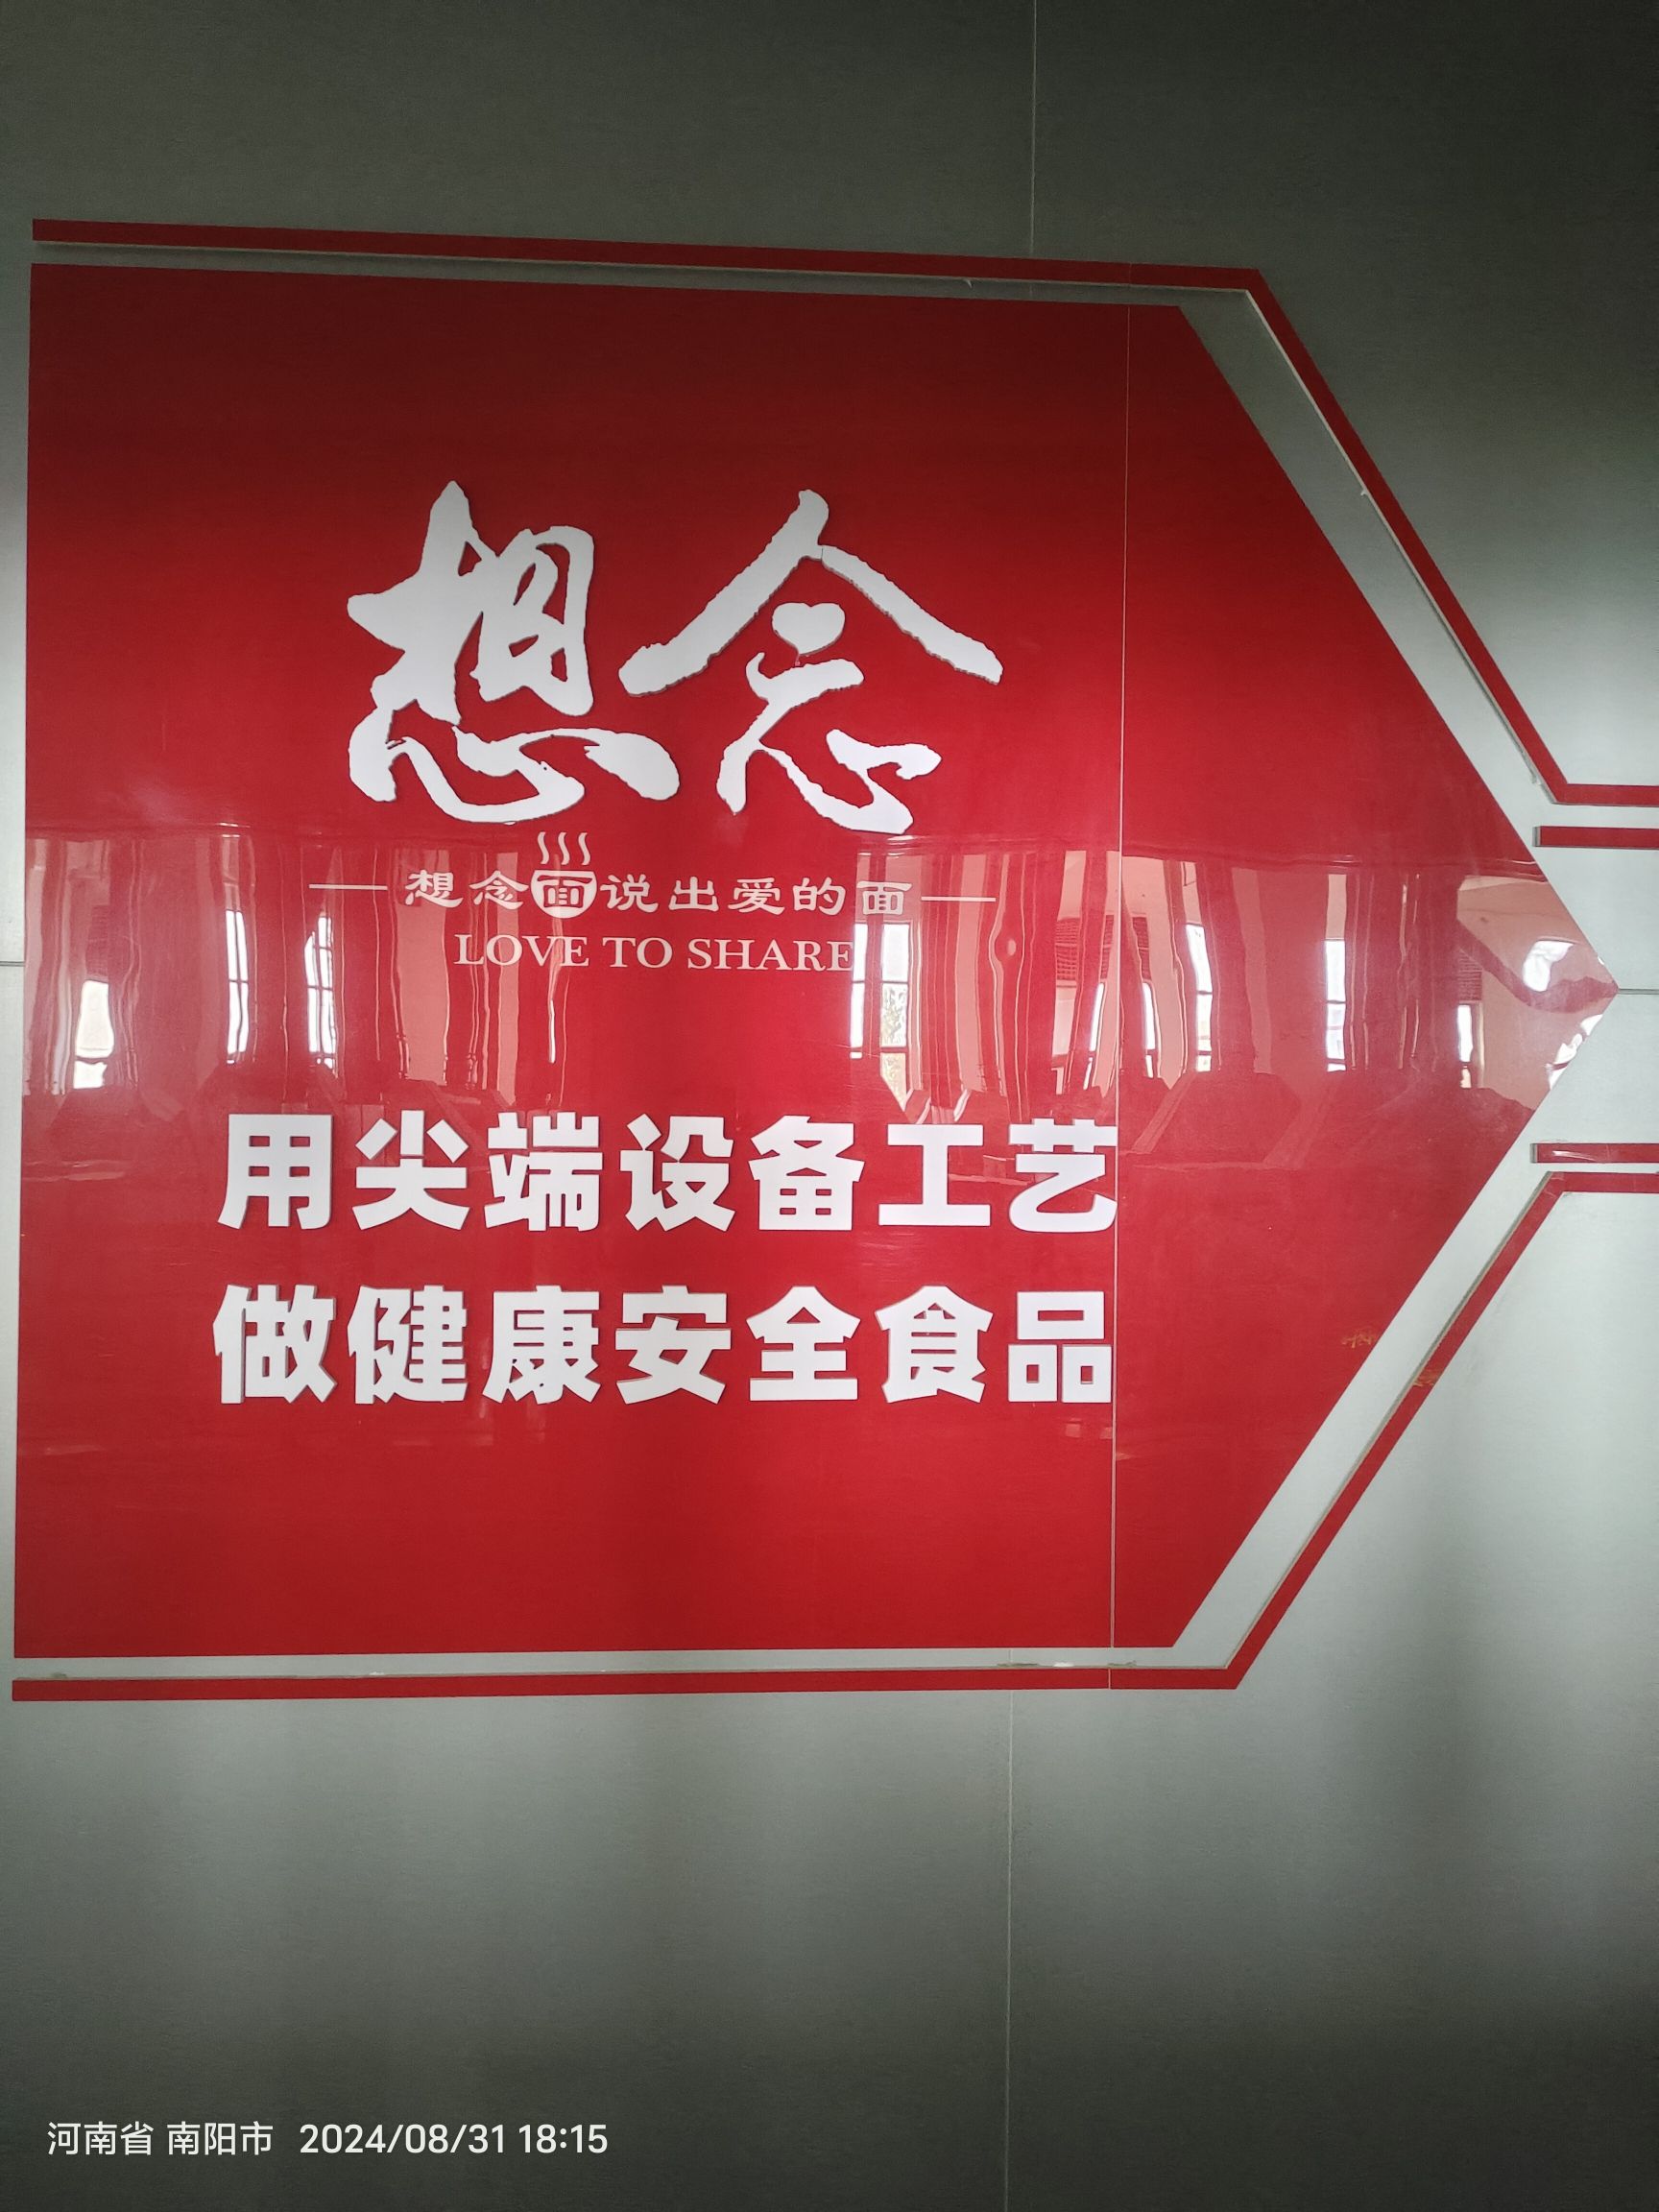 想念
想念面说出爱的面
LOVE TO SHARE
用尖端设备工艺
做健康安全食品
河南省 南阳市 2024/08/31 18:15